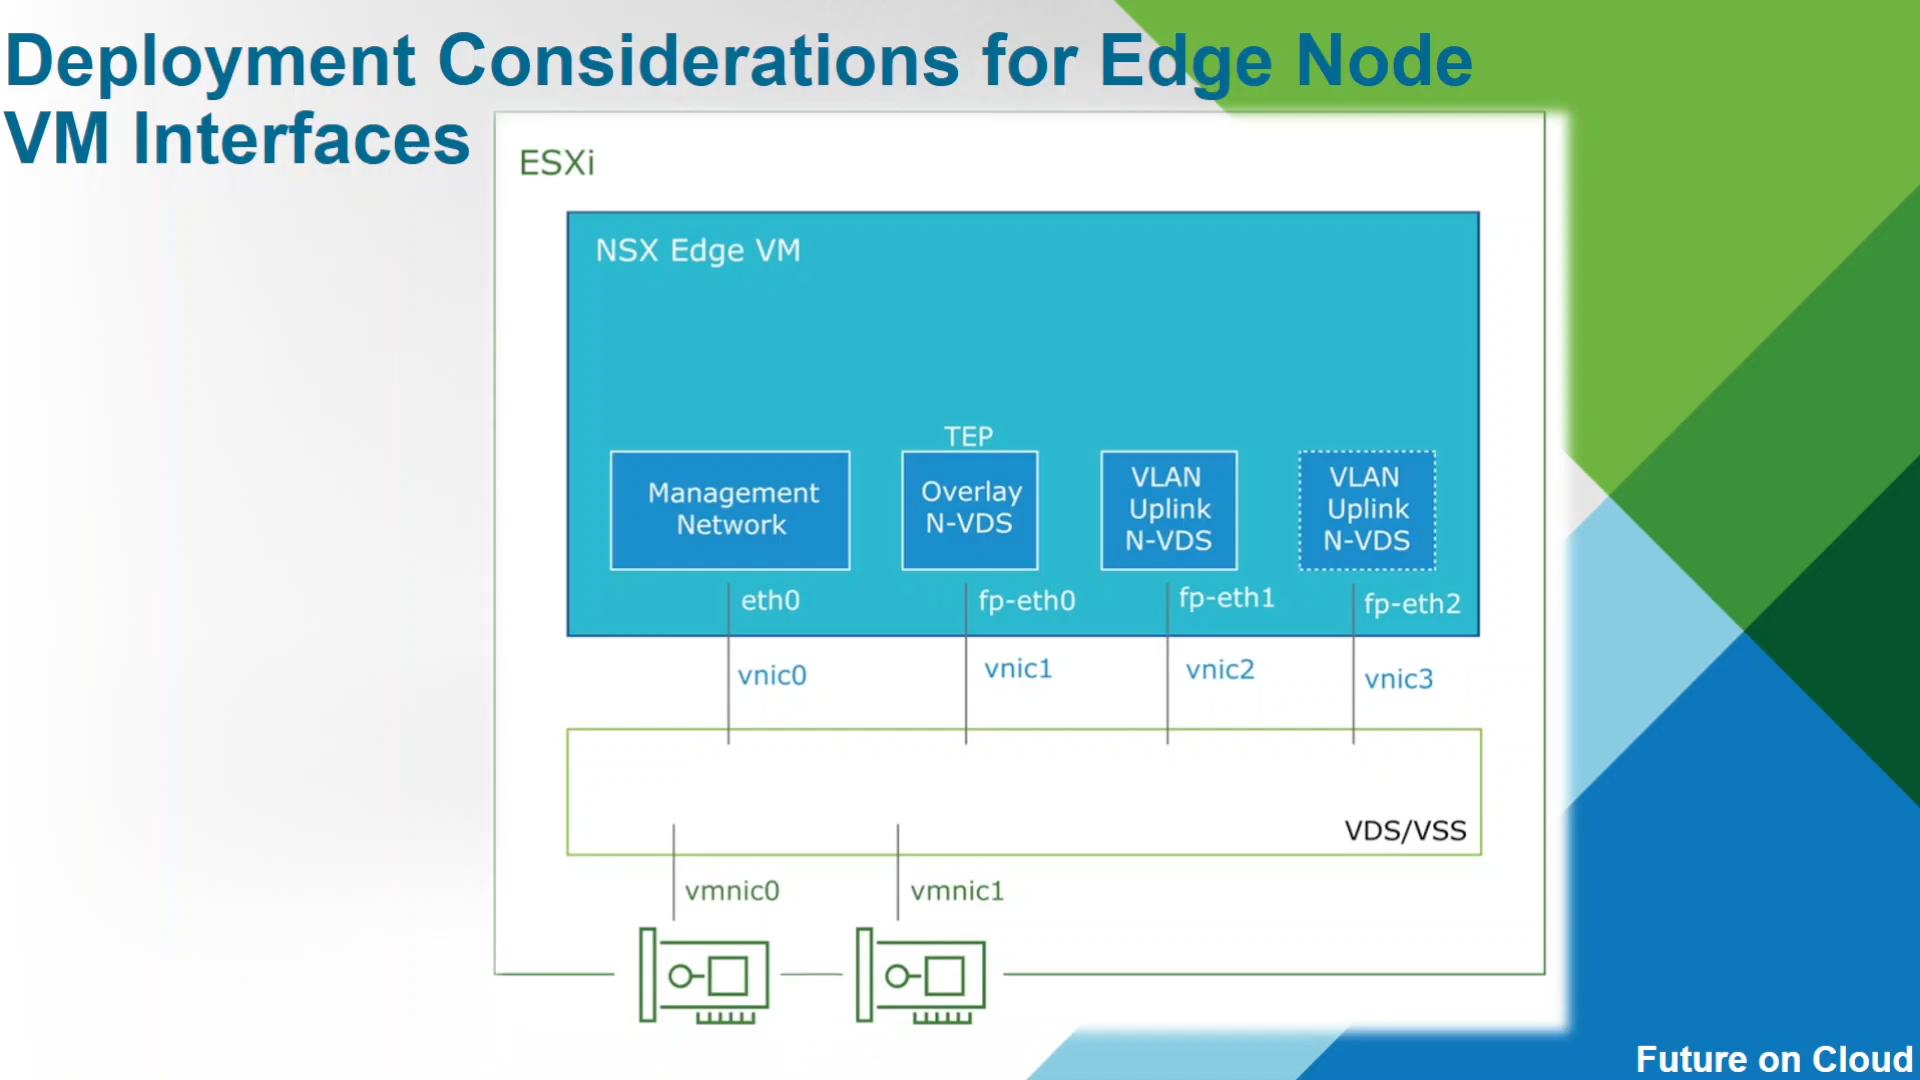 Deployment Considerations for Edge Node
VM Interfaces
ESXi
NSX Edge VM
TEP
Management
Network
Overlay
N-VDS
VLAN
Uplink
N-VDS
VLAN
Uplink
N-VDS
eth0
fp-eth0
fp-eth1
fp-eth2
vnic0
vnic1
vnic2
vnic3
VDS/VSS
vmnic0
vmnic1
Future on Cloud